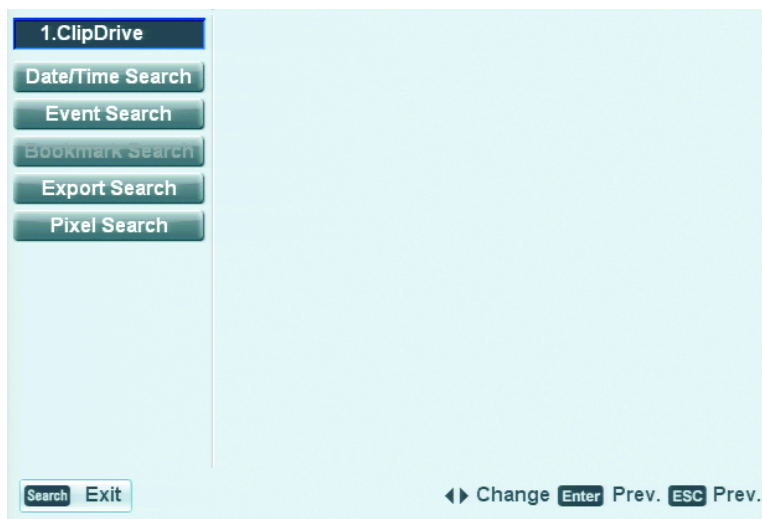 1.ClipDrive
Date/Time Search
Event Search
Bookmark Search
Export Search
Pixel Search
Search Exit
Change Enter Prev. ESC Prev.